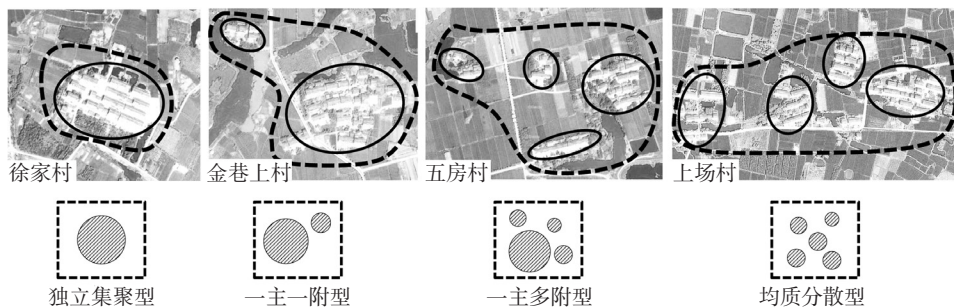 徐家村
金巷上村
五房村
上场村
独立集聚型
一主一附型
一主多附型
均质分散型